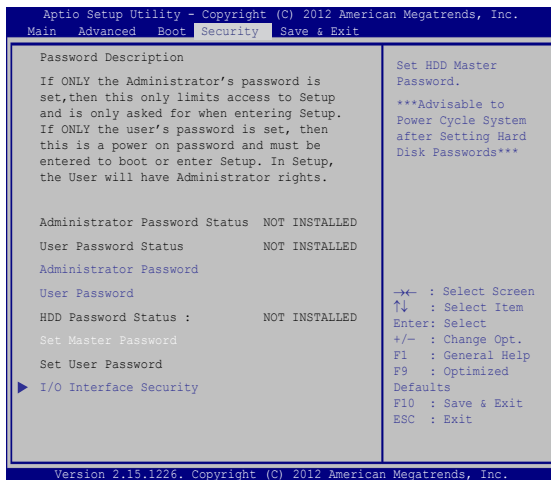 Aptio Setup Utility - Copyright (C) 2012 American Megatrends, Inc.
Main Advanced Boot Security Save & Exit
Password Description
If ONLY the Administrator's password is
set,then this only limits access to Setup
and is only asked for when entering Setup.
If ONLY the user's password is set, then
this is a power on password and must be
entered to boot or enter Setup. In Setup,
the User will have Administrator rights.
Administrator Password Status NOT INSTALLED
User Password Status NOT INSTALLED
Administrator Password
User Password
HDD Password Status : NOT INSTALLED
Set Master Password
Set User Password
I/O Interface Security
Set HDD Master
Password.
***Advisable to
Power Cycle System
after Setting Hard
Disk Passwords***
→← : Select Screen
↑↓ : Select Item
Enter: Select
+/— : Change Opt.
F1 : General Help
F9 : Optimized
Defaults
F10 : Save & Exit
ESC : Exit
Version 2.15.1226. Copyright (C) 2012 American Megatrends, Inc.